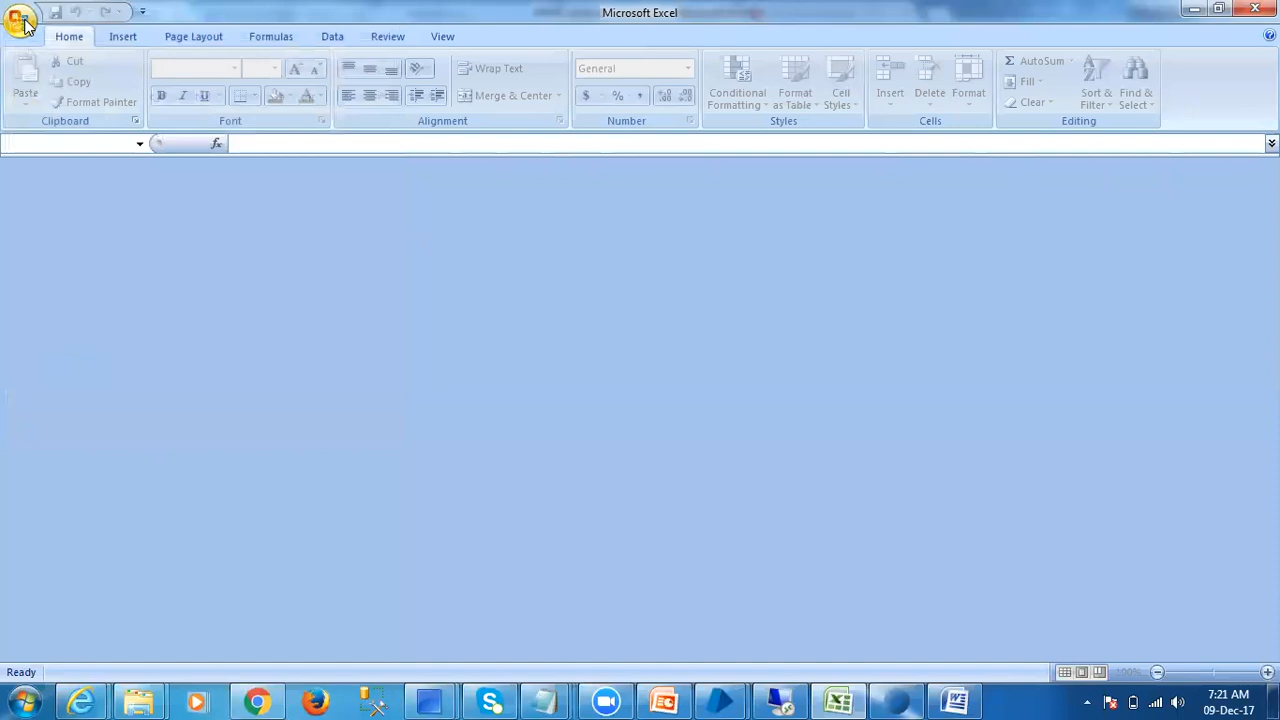 Microsoft Excel
Home Insert Page Layout Formulas Data Review View
Cut
Copy
Format Painter
Paste
Clipboard
B I U
Font
Wrap Text
Merge & Center
Alignment
General
$ % ,
Number
Conditional Formatting
Format as Table
Cell Styles
Styles
Insert
Delete
Format
Cells
Σ AutoSum
Fill
Clear
Sort & Filter
Find & Select
Editing
fx
Ready
100%
7:21 AM
09-Dec-17